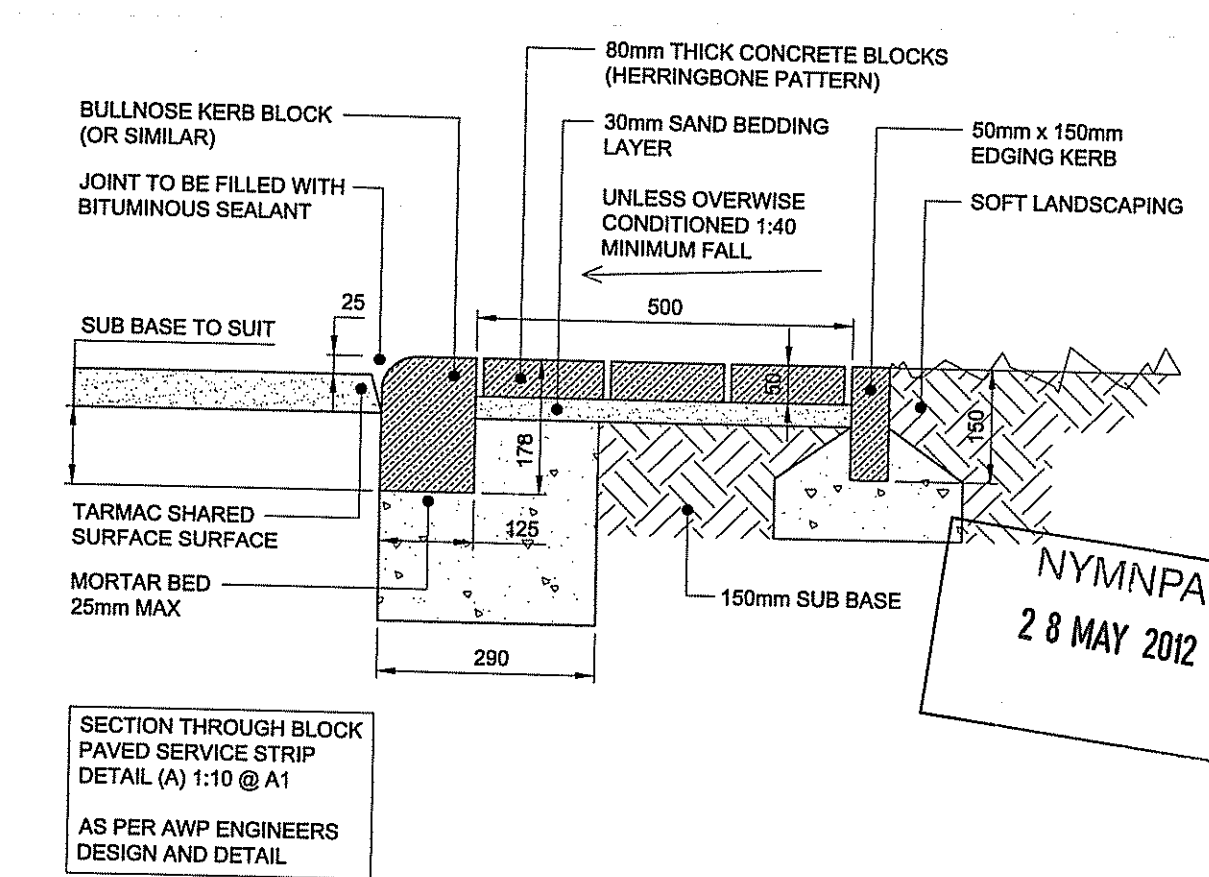 80mm THICK CONCRETE BLOCKS
(HERRINGBONE PATTERN)
BULLNOSE KERB BLOCK
(OR SIMILAR)
30mm SAND BEDDING
LAYER
50mm x 150mm
EDGING KERB
JOINT TO BE FILLED WITH
BITUMINOUS SEALANT
UNLESS OVERWISE
CONDITIONED 1:40
MINIMUM FALL
SOFT LANDSCAPING
25
500
SUB BASE TO SUIT
50
178
150
125
TARMAC SHARED
SURFACE SURFACE
MORTAR BED
25mm MAX
150mm SUB BASE
290
NYMNPA
28 MAY 2012
SECTION THROUGH BLOCK
PAVED SERVICE STRIP
DETAIL (A) 1:10 @ A1
AS PER AWP ENGINEERS
DESIGN AND DETAIL